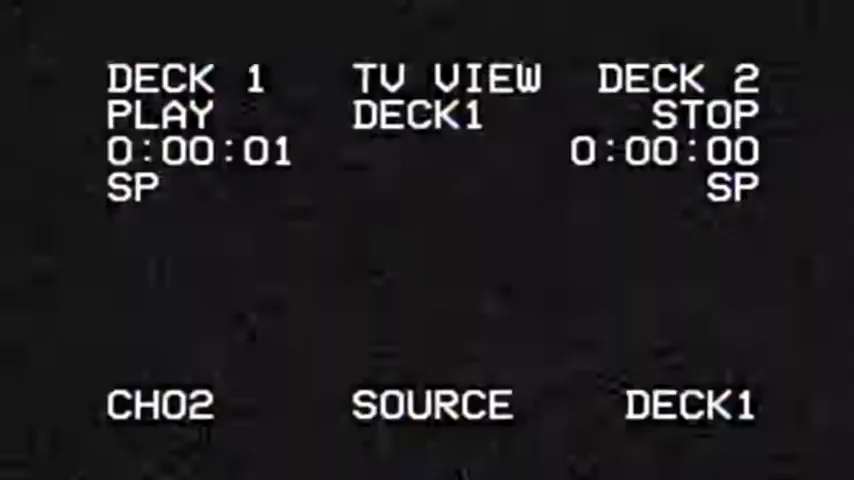 DECK 1 TV VIEW DECK 2
PLAY DECK1 STOP
0:00:01 0:00:00
SP SP
CH02 SOURCE DECK1